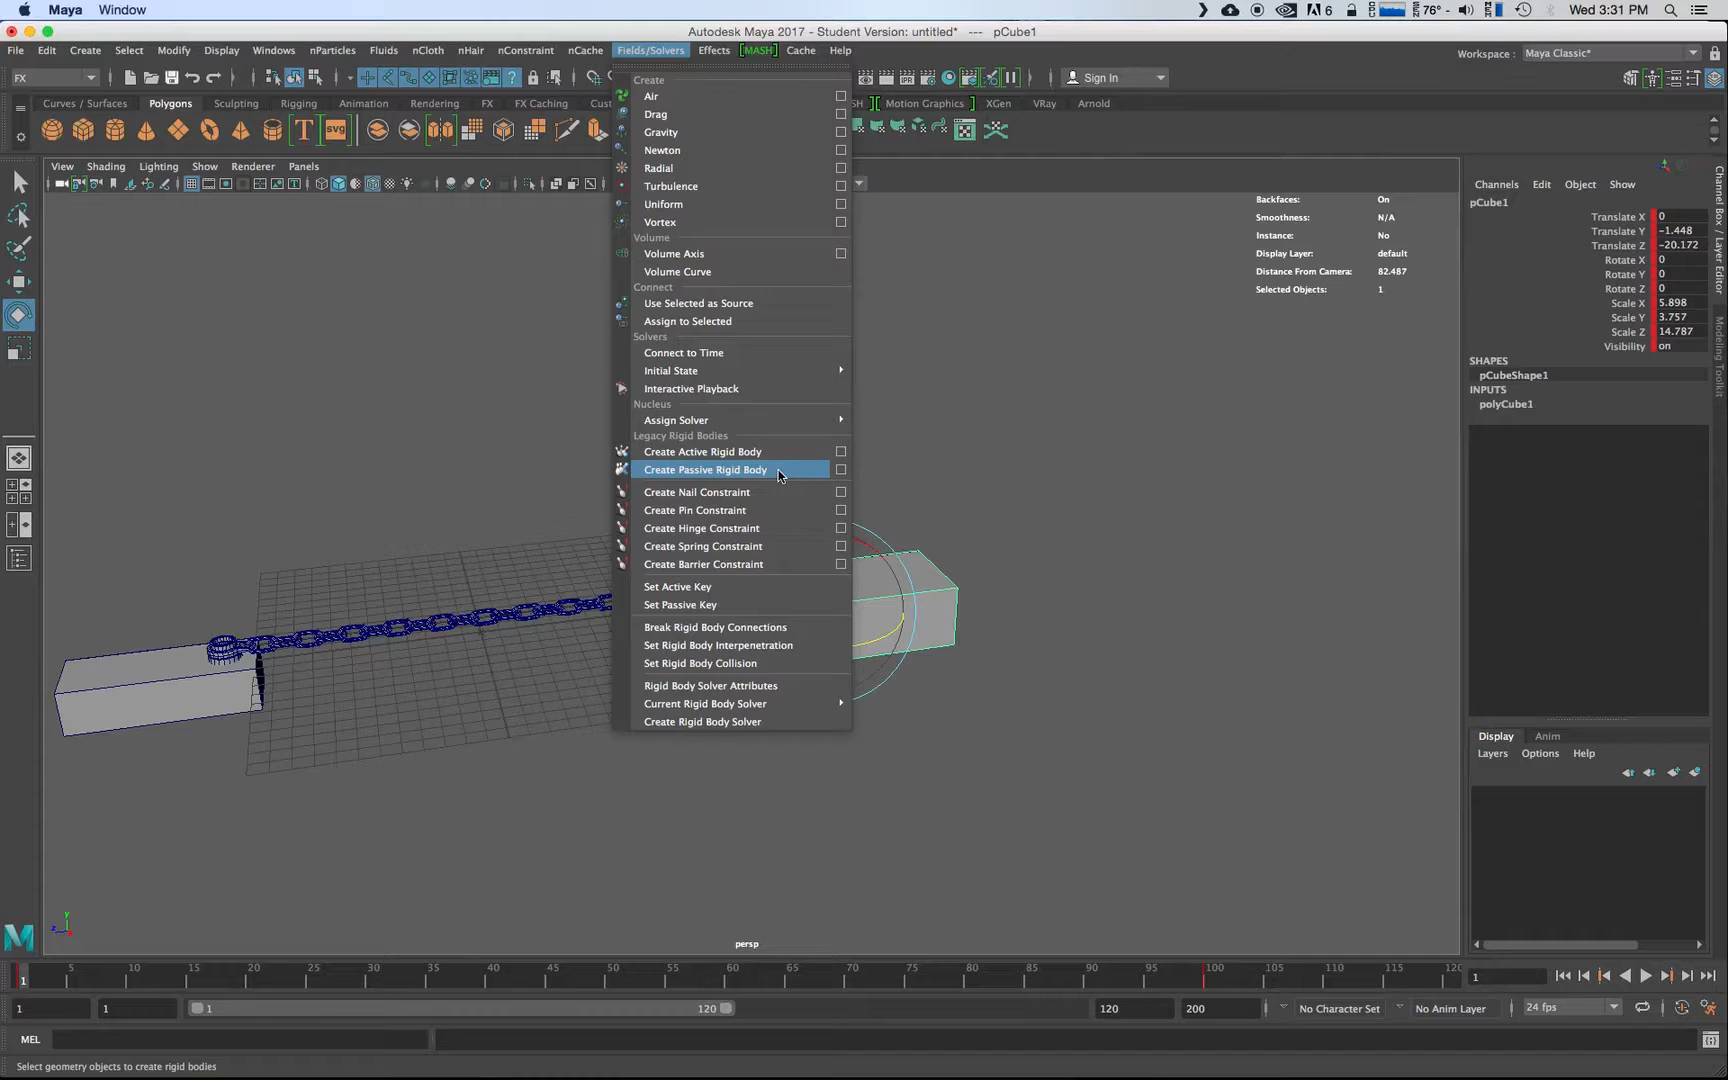 Maya Window
6 76° Wed 3:31 PM
Autodesk Maya 2017 - Student Version: untitled* --- pCube1
File Edit Create Select Modify Display Windows nParticles Fluids nCloth nHair nConstraint nCache Fields/Solvers Effects [MASH] Cache Help
Workspace : Maya Classic*
FX
Sign In
Curves / Surfaces Polygons Sculpting Rigging Animation Rendering FX FX Caching Cust
SH Motion Graphics XGen VRay Arnold
T svg
View Shading Lighting Show Renderer Panels
Create
Air
Drag
Gravity
Newton
Radial
Turbulence
Uniform
Vortex
Volume
Volume Axis
Volume Curve
Connect
Use Selected as Source
Assign to Selected
Solvers
Connect to Time
Initial State
Interactive Playback
Nucleus
Assign Solver
Legacy Rigid Bodies
Create Active Rigid Body
Create Passive Rigid Body
Create Nail Constraint
Create Pin Constraint
Create Hinge Constraint
Create Spring Constraint
Create Barrier Constraint
Set Active Key
Set Passive Key
Break Rigid Body Connections
Set Rigid Body Interpenetration
Set Rigid Body Collision
Rigid Body Solver Attributes
Current Rigid Body Solver
Create Rigid Body Solver
Backfaces: On
Smoothness: N/A
Instance: No
Display Layer: default
Distance From Camera: 82.487
Selected Objects: 1
Channels Edit Object Show
pCube1
Translate X 0
Translate Y -1.448
Translate Z -20.172
Rotate X 0
Rotate Y 0
Rotate Z 0
Scale X 5.898
Scale Y 3.757
Scale Z 14.787
Visibility on
SHAPES
pCubeShape1
INPUTS
polyCube1
Channel Box / Layer Editor
Modeling Toolkit
Display Anim
Layers Options Help
y
z
persp
1 5 10 15 20 25 30 35 40 45 50 55 60 65 70 75 80 85 90 95 100 105 110 115 120
1
1 1 1 120 120 200 No Character Set No Anim Layer 24 fps
MEL
Select geometry objects to create rigid bodies